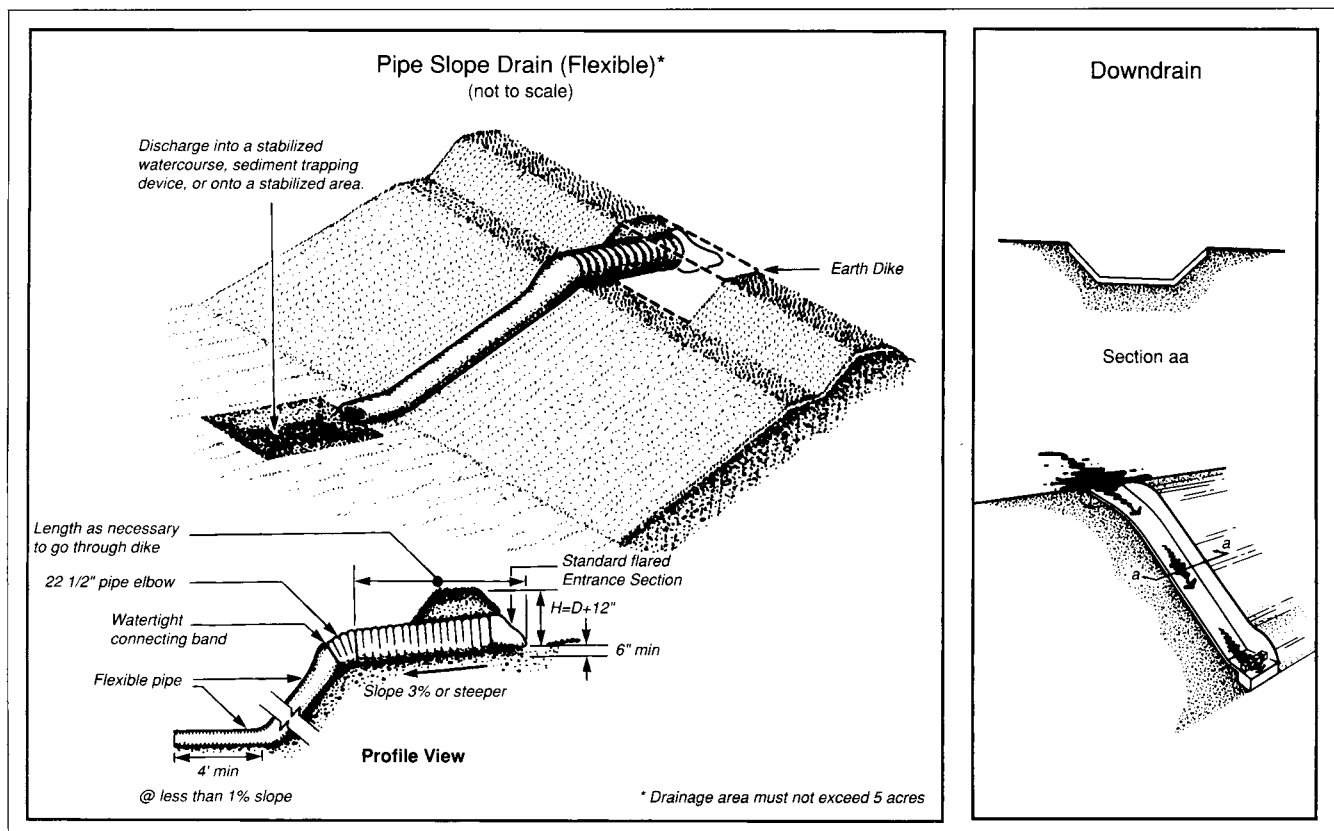 Pipe Slope Drain (Flexible)*
(not to scale)
Discharge into a stabilized
watercourse, sediment trapping
device, or onto a stabilized area.
Earth Dike
Length as necessary
to go through dike
22 1/2" pipe elbow
Watertight
connecting band
Flexible pipe
Standard flared
Entrance Section
H=D+12"
6" min
Slope 3% or steeper
4' min
@ less than 1% slope
Profile View
* Drainage area must not exceed 5 acres
Downdrain
Section aa
a
a